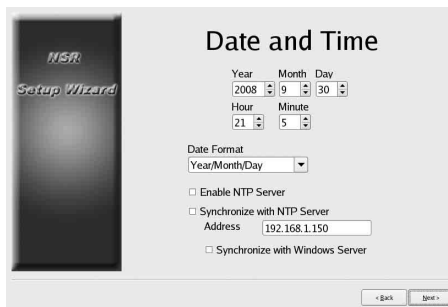 NSR
Setup Wizard
Date and Time
Year Month Day
2008 9 30
Hour Minute
21 5
Date Format
Year/Month/Day
Enable NTP Server
Synchronize with NTP Server
Address 192.168.1.150
Synchronize with Windows Server
< Back Next >